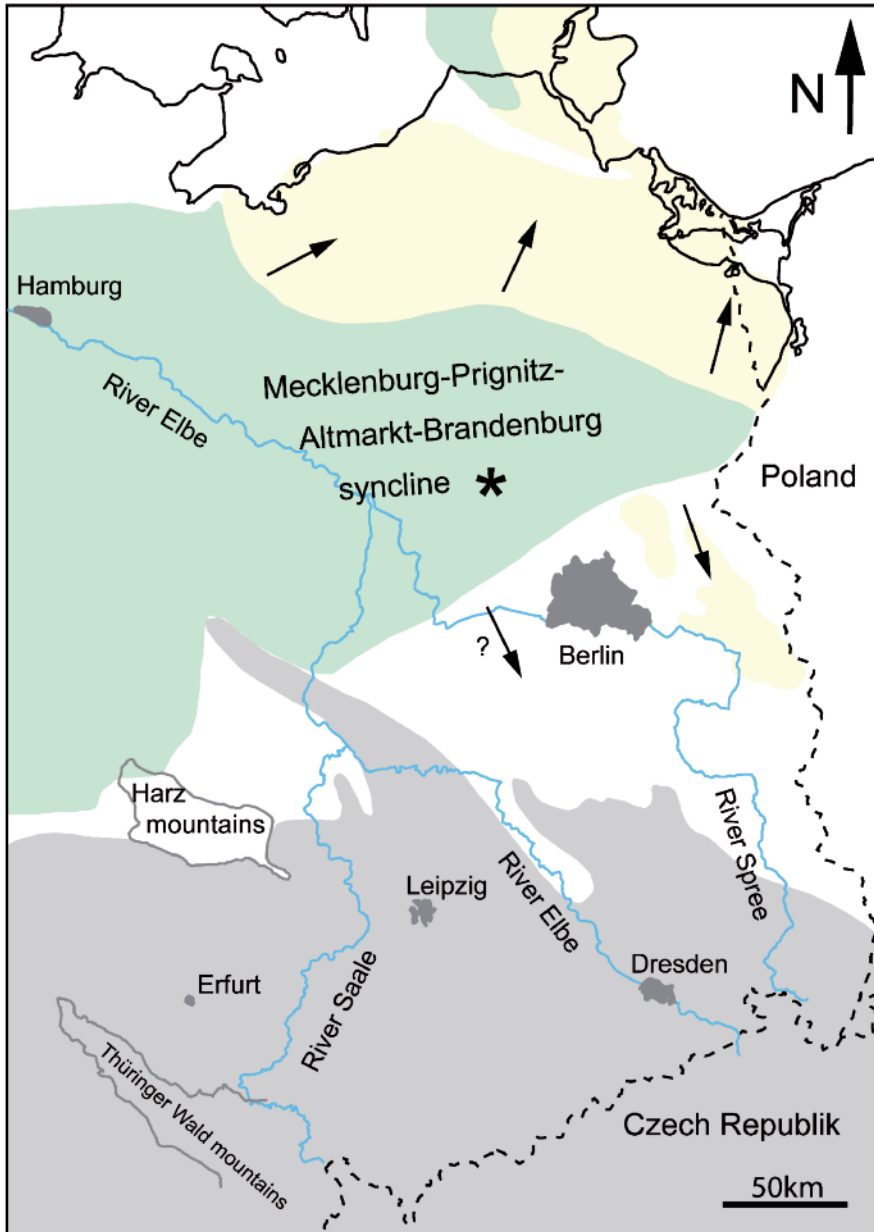 N
Hamburg
River Elbe
Mecklenburg-Prignitz-
Altmarkt-Brandenburg
syncline *
Poland
?
Berlin
Harz
mountains
River Elbe
River Spree
Leipzig
Dresden
Erfurt
River Saale
Thüringer Wald mountains
Czech Republik
50km